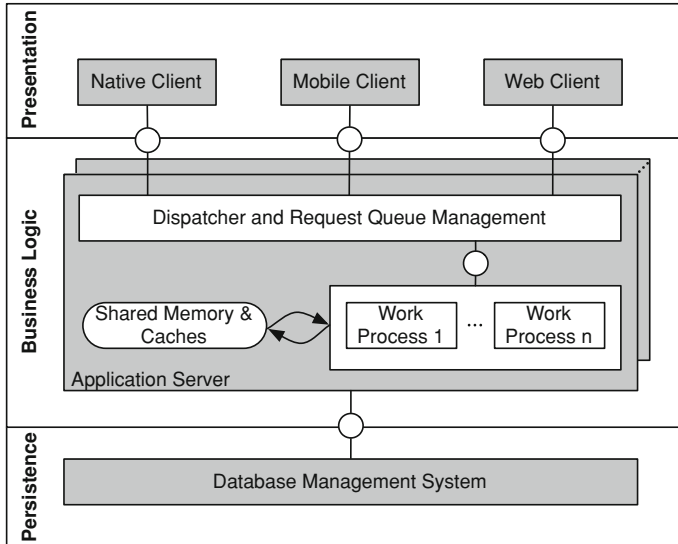 Presentation
Native Client
Mobile Client
Web Client
Business Logic
Dispatcher and Request Queue Management
Shared Memory &
Caches
Work
Process 1
...
Work
Process n
Application Server
Persistence
Database Management System